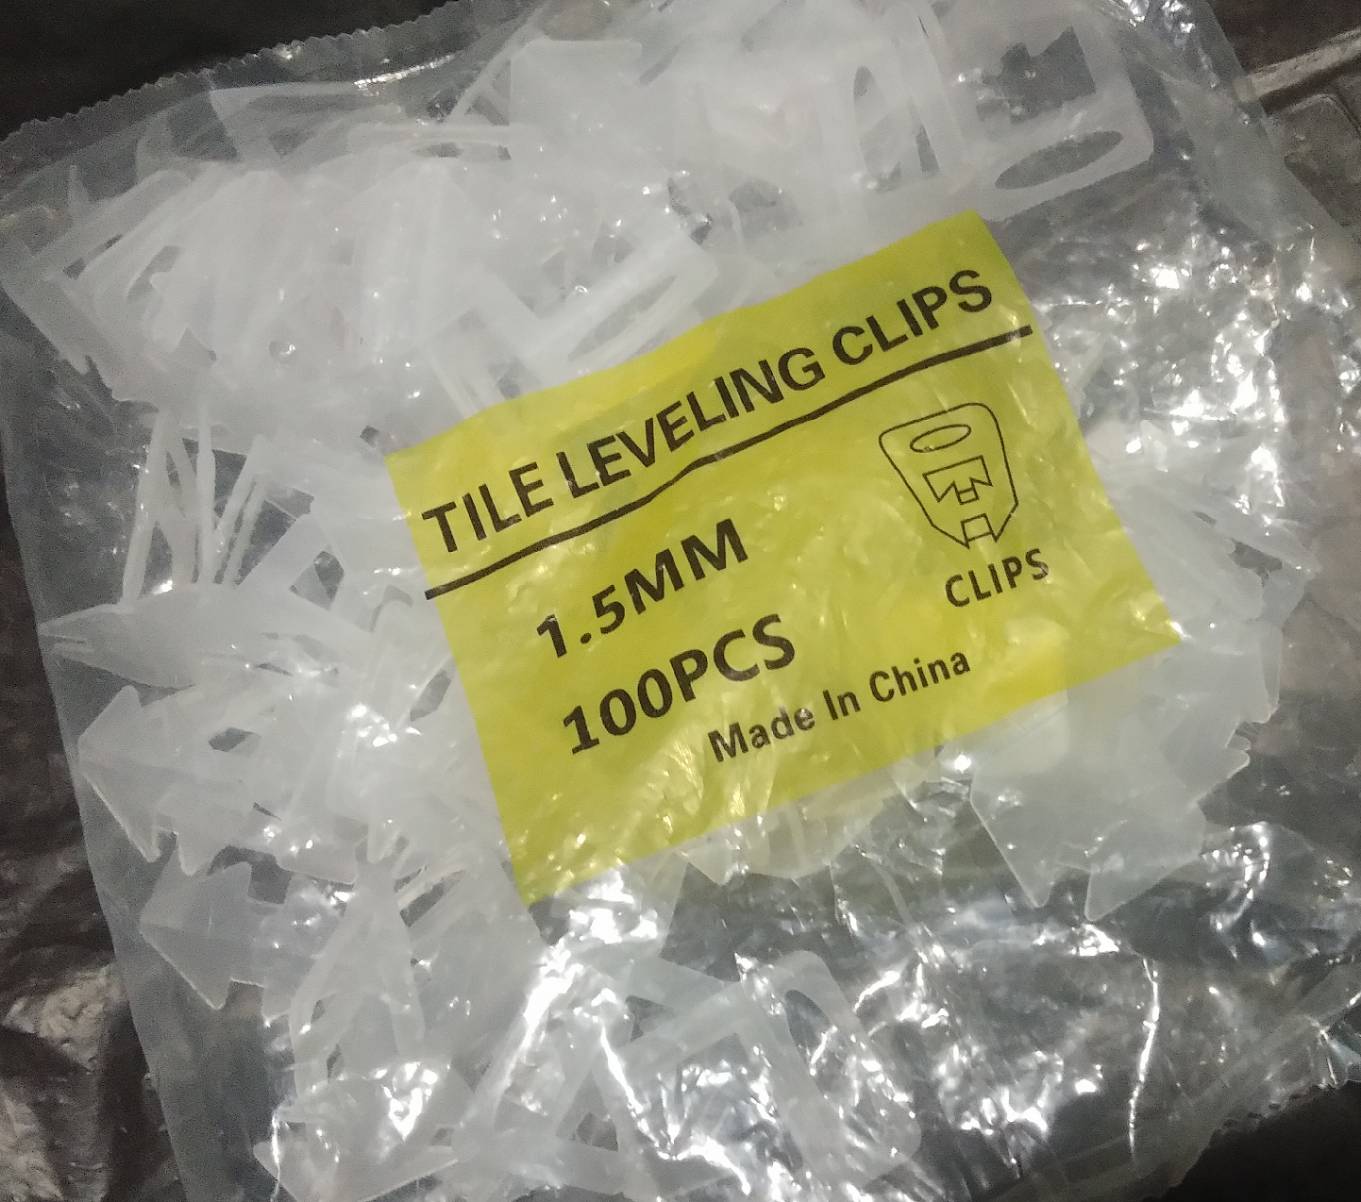 TILE LEVELING CLIPS
1.5MM
100PCS
CLIPS
Made In China